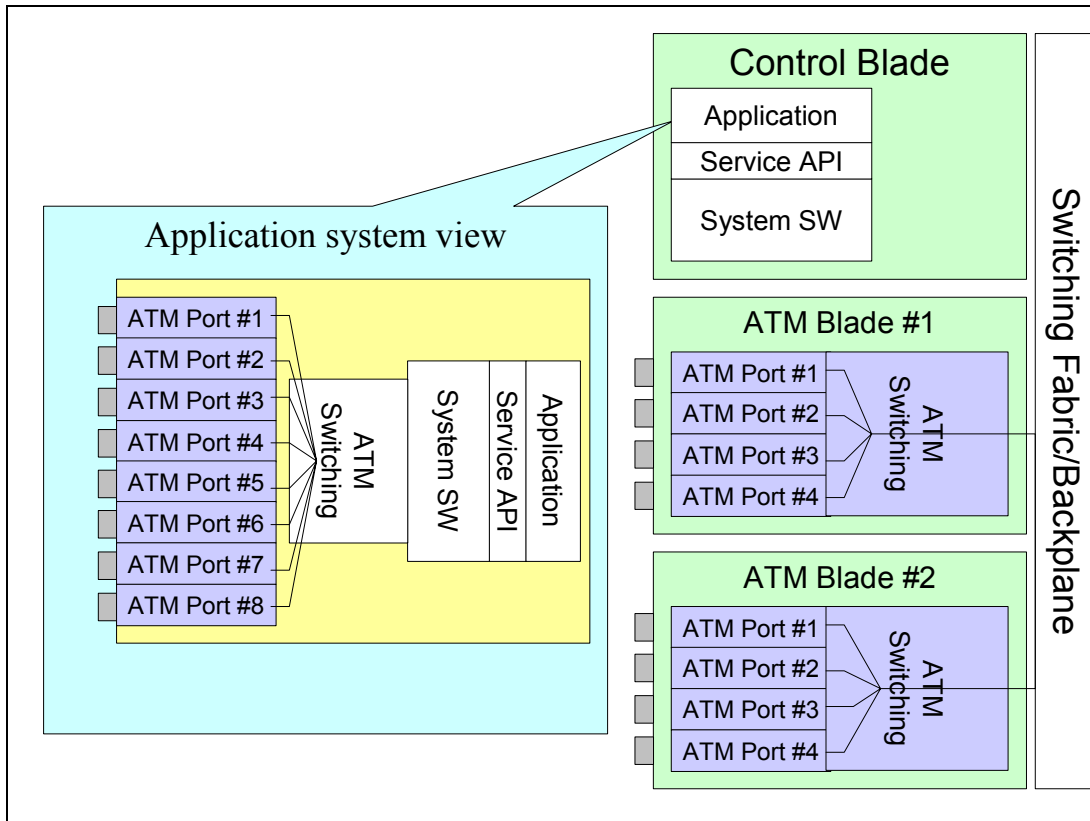 Control Blade
Application
Service API
System SW
Application system view
ATM Port #1
ATM Port #2
ATM Port #3
ATM Port #4
ATM Port #5
ATM Port #6
ATM Port #7
ATM Port #8
ATM
Switching
System SW
Service API
Application
ATM Blade #1
ATM Port #1
ATM Port #2
ATM Port #3
ATM Port #4
ATM
Switching
ATM Blade #2
ATM Port #1
ATM Port #2
ATM Port #3
ATM Port #4
ATM
Switching
Switching Fabric/Backplane